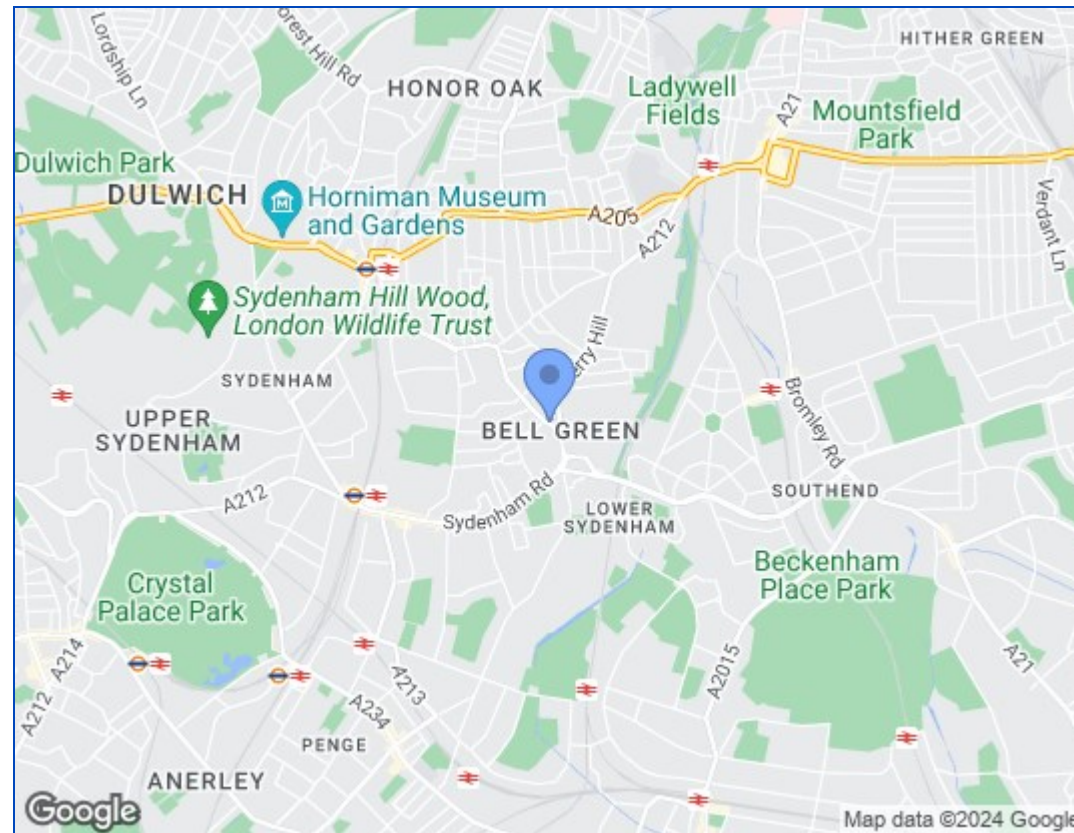 HITHER GREEN
Lordship Ln
Forest Hill Rd
HONOR OAK
Ladywell
Fields
A21
Mountsfield
Park
Dulwich Park
DULWICH
Horniman Museum
and Gardens
A205
A212
Verdant Ln
Sydenham Hill Wood,
London Wildlife Trust
erry Hill
SYDENHAM
UPPER
SYDENHAM
BELL GREEN
Bromley Rd
A212
Sydenham Rd
LOWER
SYDENHAM
SOUTHEND
Crystal
Palace Park
Beckenham
Place Park
A214
A212
A213
A234
A2015
A21
PENGE
ANERLEY
Google
Map data ©2024 Google